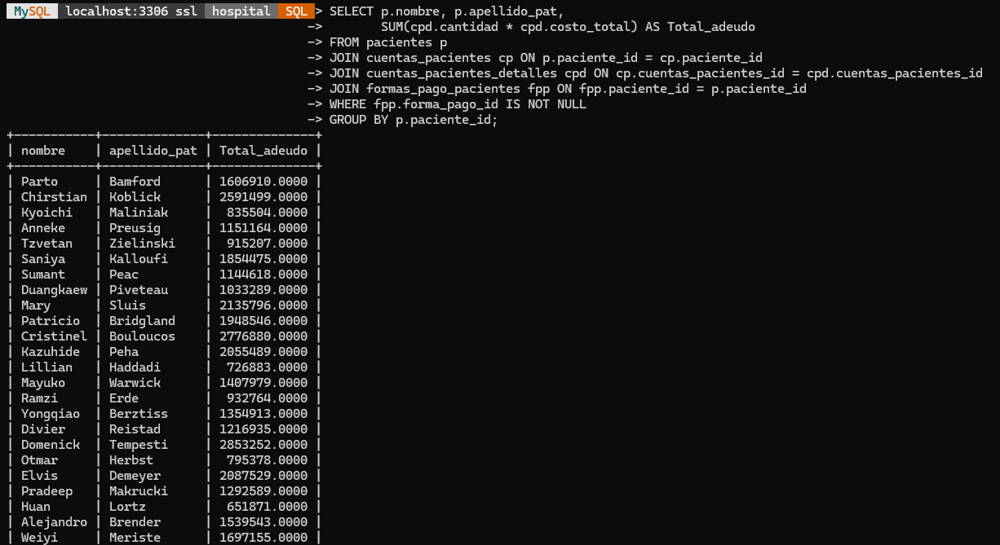 MySQL localhost:3306 ssl hospital SQL > SELECT p.nombre, p.apellido_pat,
-> SUM(cpd.cantidad * cpd.costo_total) AS Total_adeudo
-> FROM pacientes p
-> JOIN cuentas_pacientes cp ON p.paciente_id = cp.paciente_id
-> JOIN cuentas_pacientes_detalles cpd ON cp.cuentas_pacientes_id = cpd.cuentas_pacientes_id
-> JOIN formas_pago_pacientes fpp ON fpp.paciente_id = p.paciente_id
-> WHERE fpp.forma_pago_id IS NOT NULL
-> GROUP BY p.paciente_id;
+-----------+--------------+--------------+
| nombre    | apellido_pat | Total_adeudo |
+-----------+--------------+--------------+
| Parto     | Bamford      | 1606910.0000 |
| Chirstian | Koblick      | 2591499.0000 |
| Kyoichi   | Maliniak     |  835504.0000 |
| Anneke    | Preusig      | 1151164.0000 |
| Tzvetan   | Zielinski    |  915207.0000 |
| Saniya    | Kalloufi     | 1854475.0000 |
| Sumant    | Peac         | 1144618.0000 |
| Duangkaew | Piveteau     | 1033289.0000 |
| Mary      | Sluis        | 2135796.0000 |
| Patricio  | Bridgland    | 1948546.0000 |
| Cristinel | Bouloucos    | 2776880.0000 |
| Kazuhide  | Peha         | 2055489.0000 |
| Lillian   | Haddadi      |  726883.0000 |
| Mayuko    | Warwick      | 1407979.0000 |
| Ramzi     | Erde         |  932764.0000 |
| Yongqiao  | Berztiss     | 1354913.0000 |
| Divier    | Reistad      | 1216935.0000 |
| Domenick  | Tempesti     | 2853252.0000 |
| Otmar     | Herbst       |  795378.0000 |
| Elvis     | Demeyer      | 2087529.0000 |
| Pradeep   | Makrucki     | 1292589.0000 |
| Huan      | Lortz        |  651871.0000 |
| Alejandro | Brender      | 1539543.0000 |
| Weiyi     | Meriste      | 1697155.0000 |